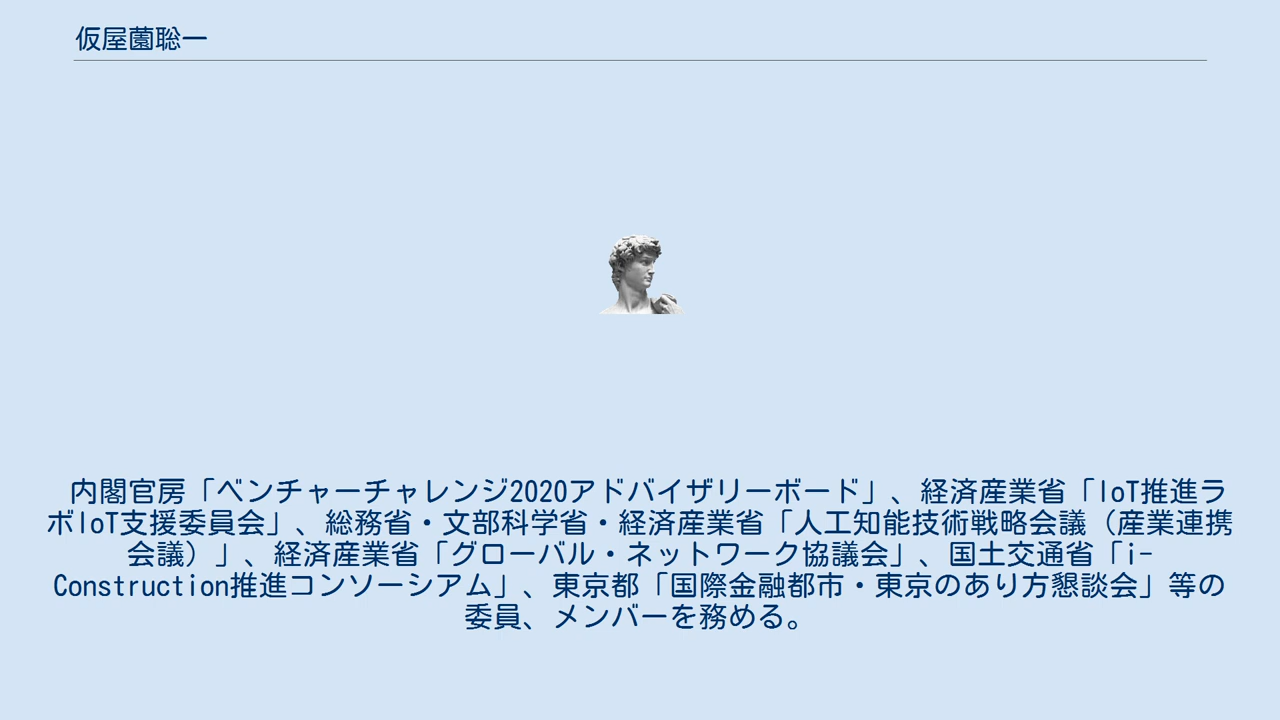 仮屋薗聡一
内閣官房「ベンチャーチャレンジ2020アドバイザリーボード」、経済産業省「IoT推進ラ
ボIoT支援委員会」、総務省・文部科学省・経済産業省「人工知能技術戦略会議（産業連携
会議）」、経済産業省「グローバル・ネットワーク協議会」、国土交通省「i-
Construction推進コンソーシアム」、東京都「国際金融都市・東京のあり方懇談会」等の
委員、メンバーを務める。